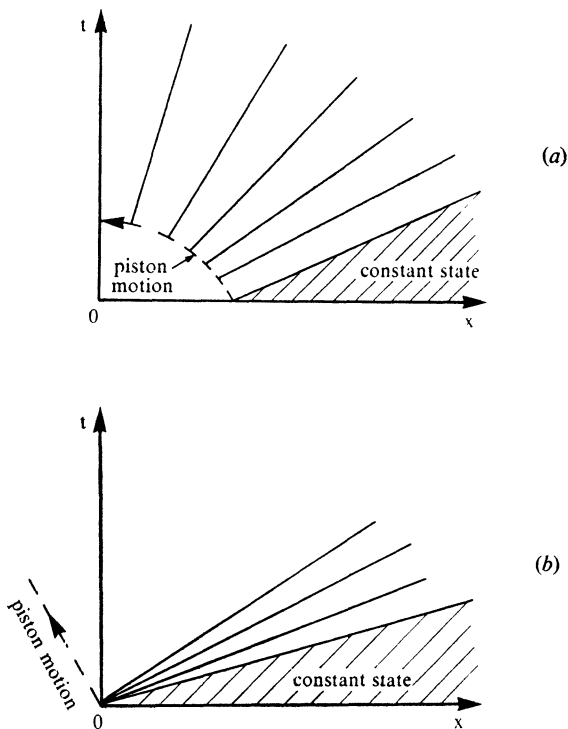 t
(a)
piston
motion
constant state
0
x
t
(b)
piston motion
constant state
0
x